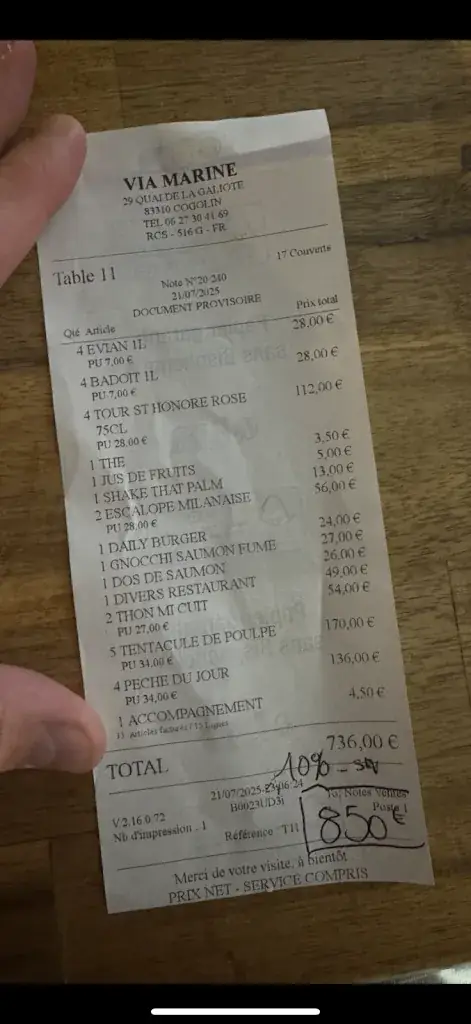 VIA MARINE
29 QUAI DE LA GALIOTE
83310 COGOLIN
TEL 06 27 30 41 69
RCS - 516 G - FR
Table 11
17 Couverts
Note N°20 240
21/07/2025
DOCUMENT PROVISOIRE
Qté Article Prix total
4 EVIAN 1L 28,00 €
PU 7,00 €
4 BADOIT 1L 28,00 €
PU 7,00 €
4 TOUR ST HONORE ROSE 112,00 €
75CL
PU 28,00 €
1 THE 3,50 €
1 JUS DE FRUITS 5,00 €
1 SHAKE THAT PALM 13,00 €
2 ESCALOPE MILANAISE 56,00 €
PU 28,00 €
1 DAILY BURGER 24,00 €
1 GNOCCHI SAUMON FUME 27,00 €
1 DOS DE SAUMON 26,00 €
1 DIVERS RESTAURANT 49,00 €
2 THON MI CUIT 54,00 €
PU 27,00 €
5 TENTACULE DE POULPE 170,00 €
PU 34,00 €
4 PECHE DU JOUR 136,00 €
PU 34,00 €
1 ACCOMPAGNEMENT 4,50 €
TOTAL 736,00 €
10% -
21/07/2025
To, Notes Ventes
V.2.16.0.72 B0023UD3i Poste 1
Nb d'impression . 1 Référence T11
850€
Merci de votre visite, à bientôt
PRIX NET - SERVICE COMPRIS